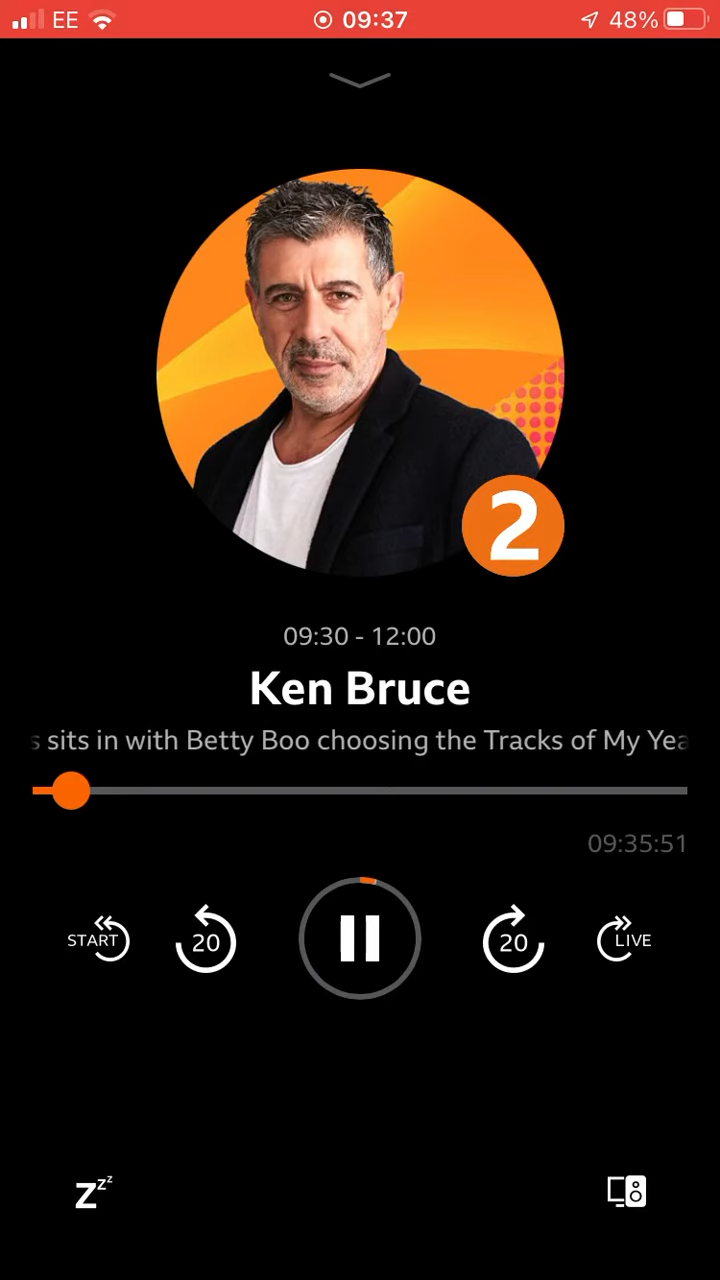 EE 09:37 48%
2
09:30 - 12:00
Ken Bruce
sits in with Betty Boo choosing the Tracks of My
09:35:51
START 20 20 LIVE
Zzz